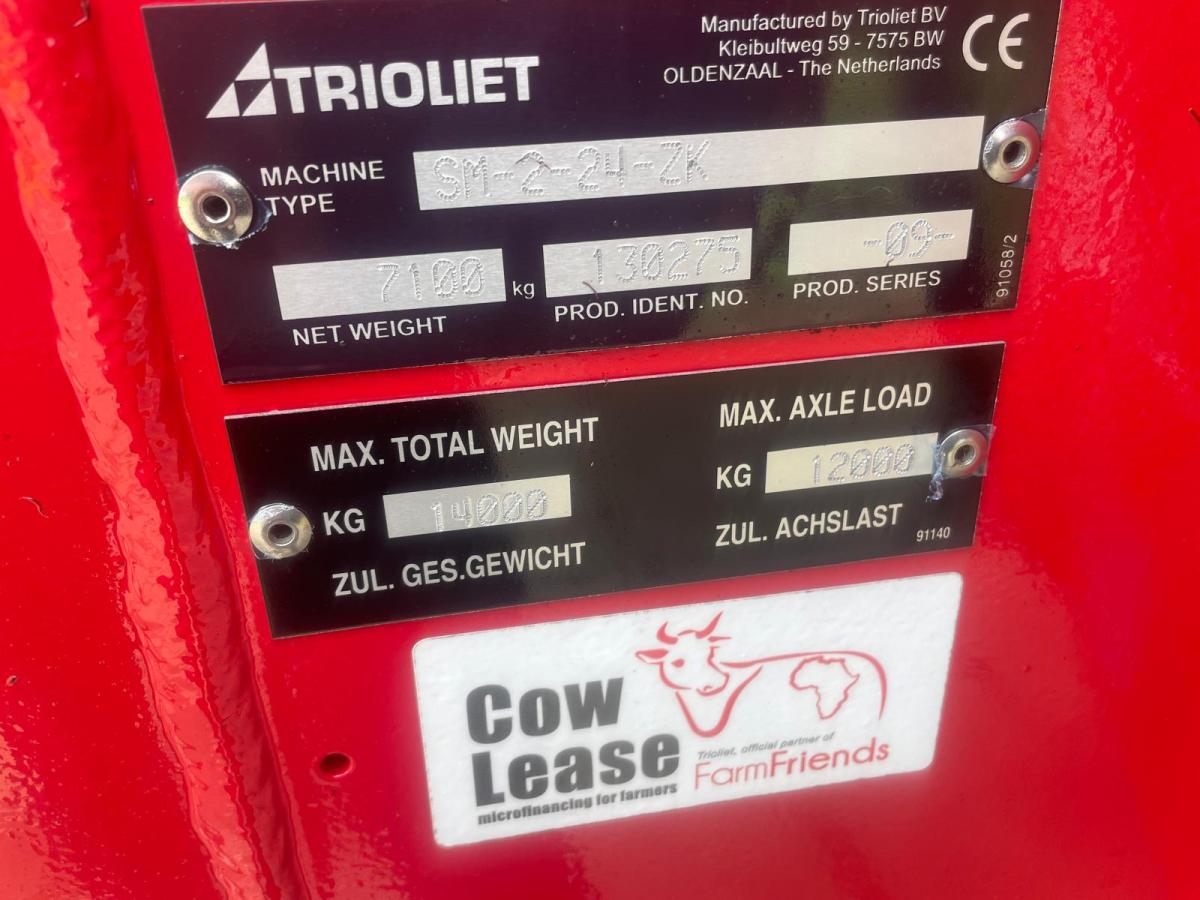 Manufactured by Trioliet BV
Kleibultweg 59 - 7575 BW
OLDENZAAL - The Netherlands
CE
TRIOLIET
MACHINE TYPE
SM-2-24-ZK
7100 kg
NET WEIGHT
130275
PROD. IDENT. NO.
-09-
PROD. SERIES
91058/2
MAX. TOTAL WEIGHT
KG 14000
ZUL. GES.GEWICHT
MAX. AXLE LOAD
KG 12000
ZUL. ACHSLAST
91140
Cow
Lease
microfinancing for farmers
Trioliet, official partner of
FarmFriends